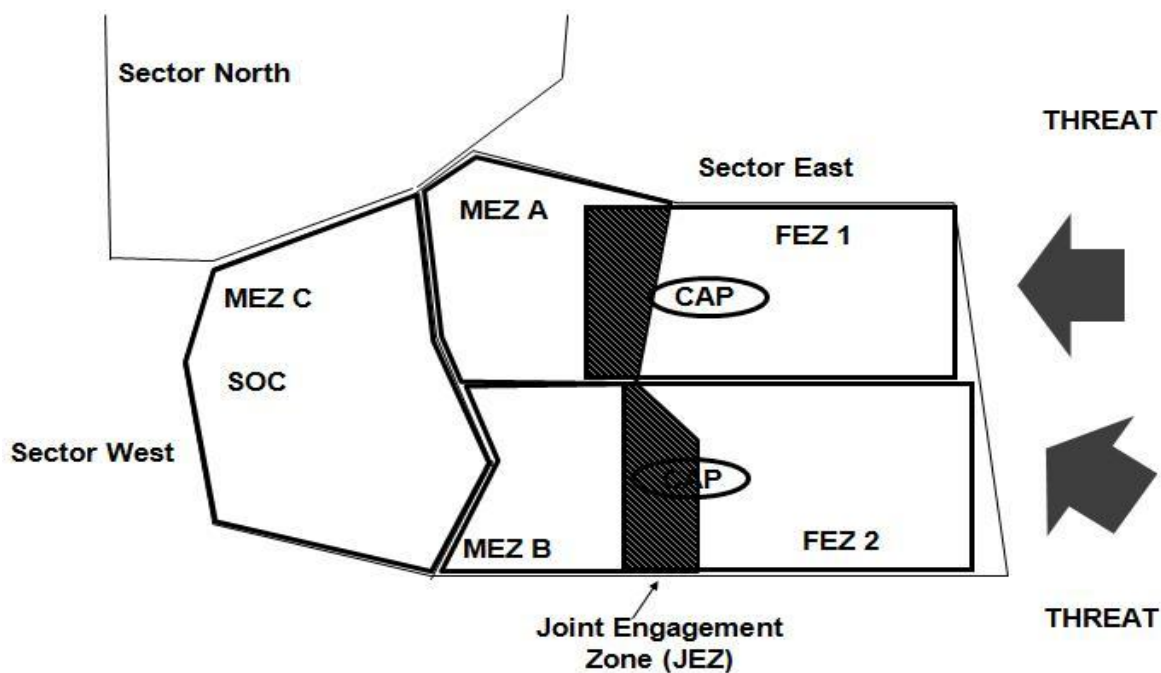 Sector North
THREAT
Sector East
MEZ A
FEZ 1
MEZ C
CAP
SOC
Sector West
CAP
MEZ B
FEZ 2
Joint Engagement
Zone (JEZ)
THREAT